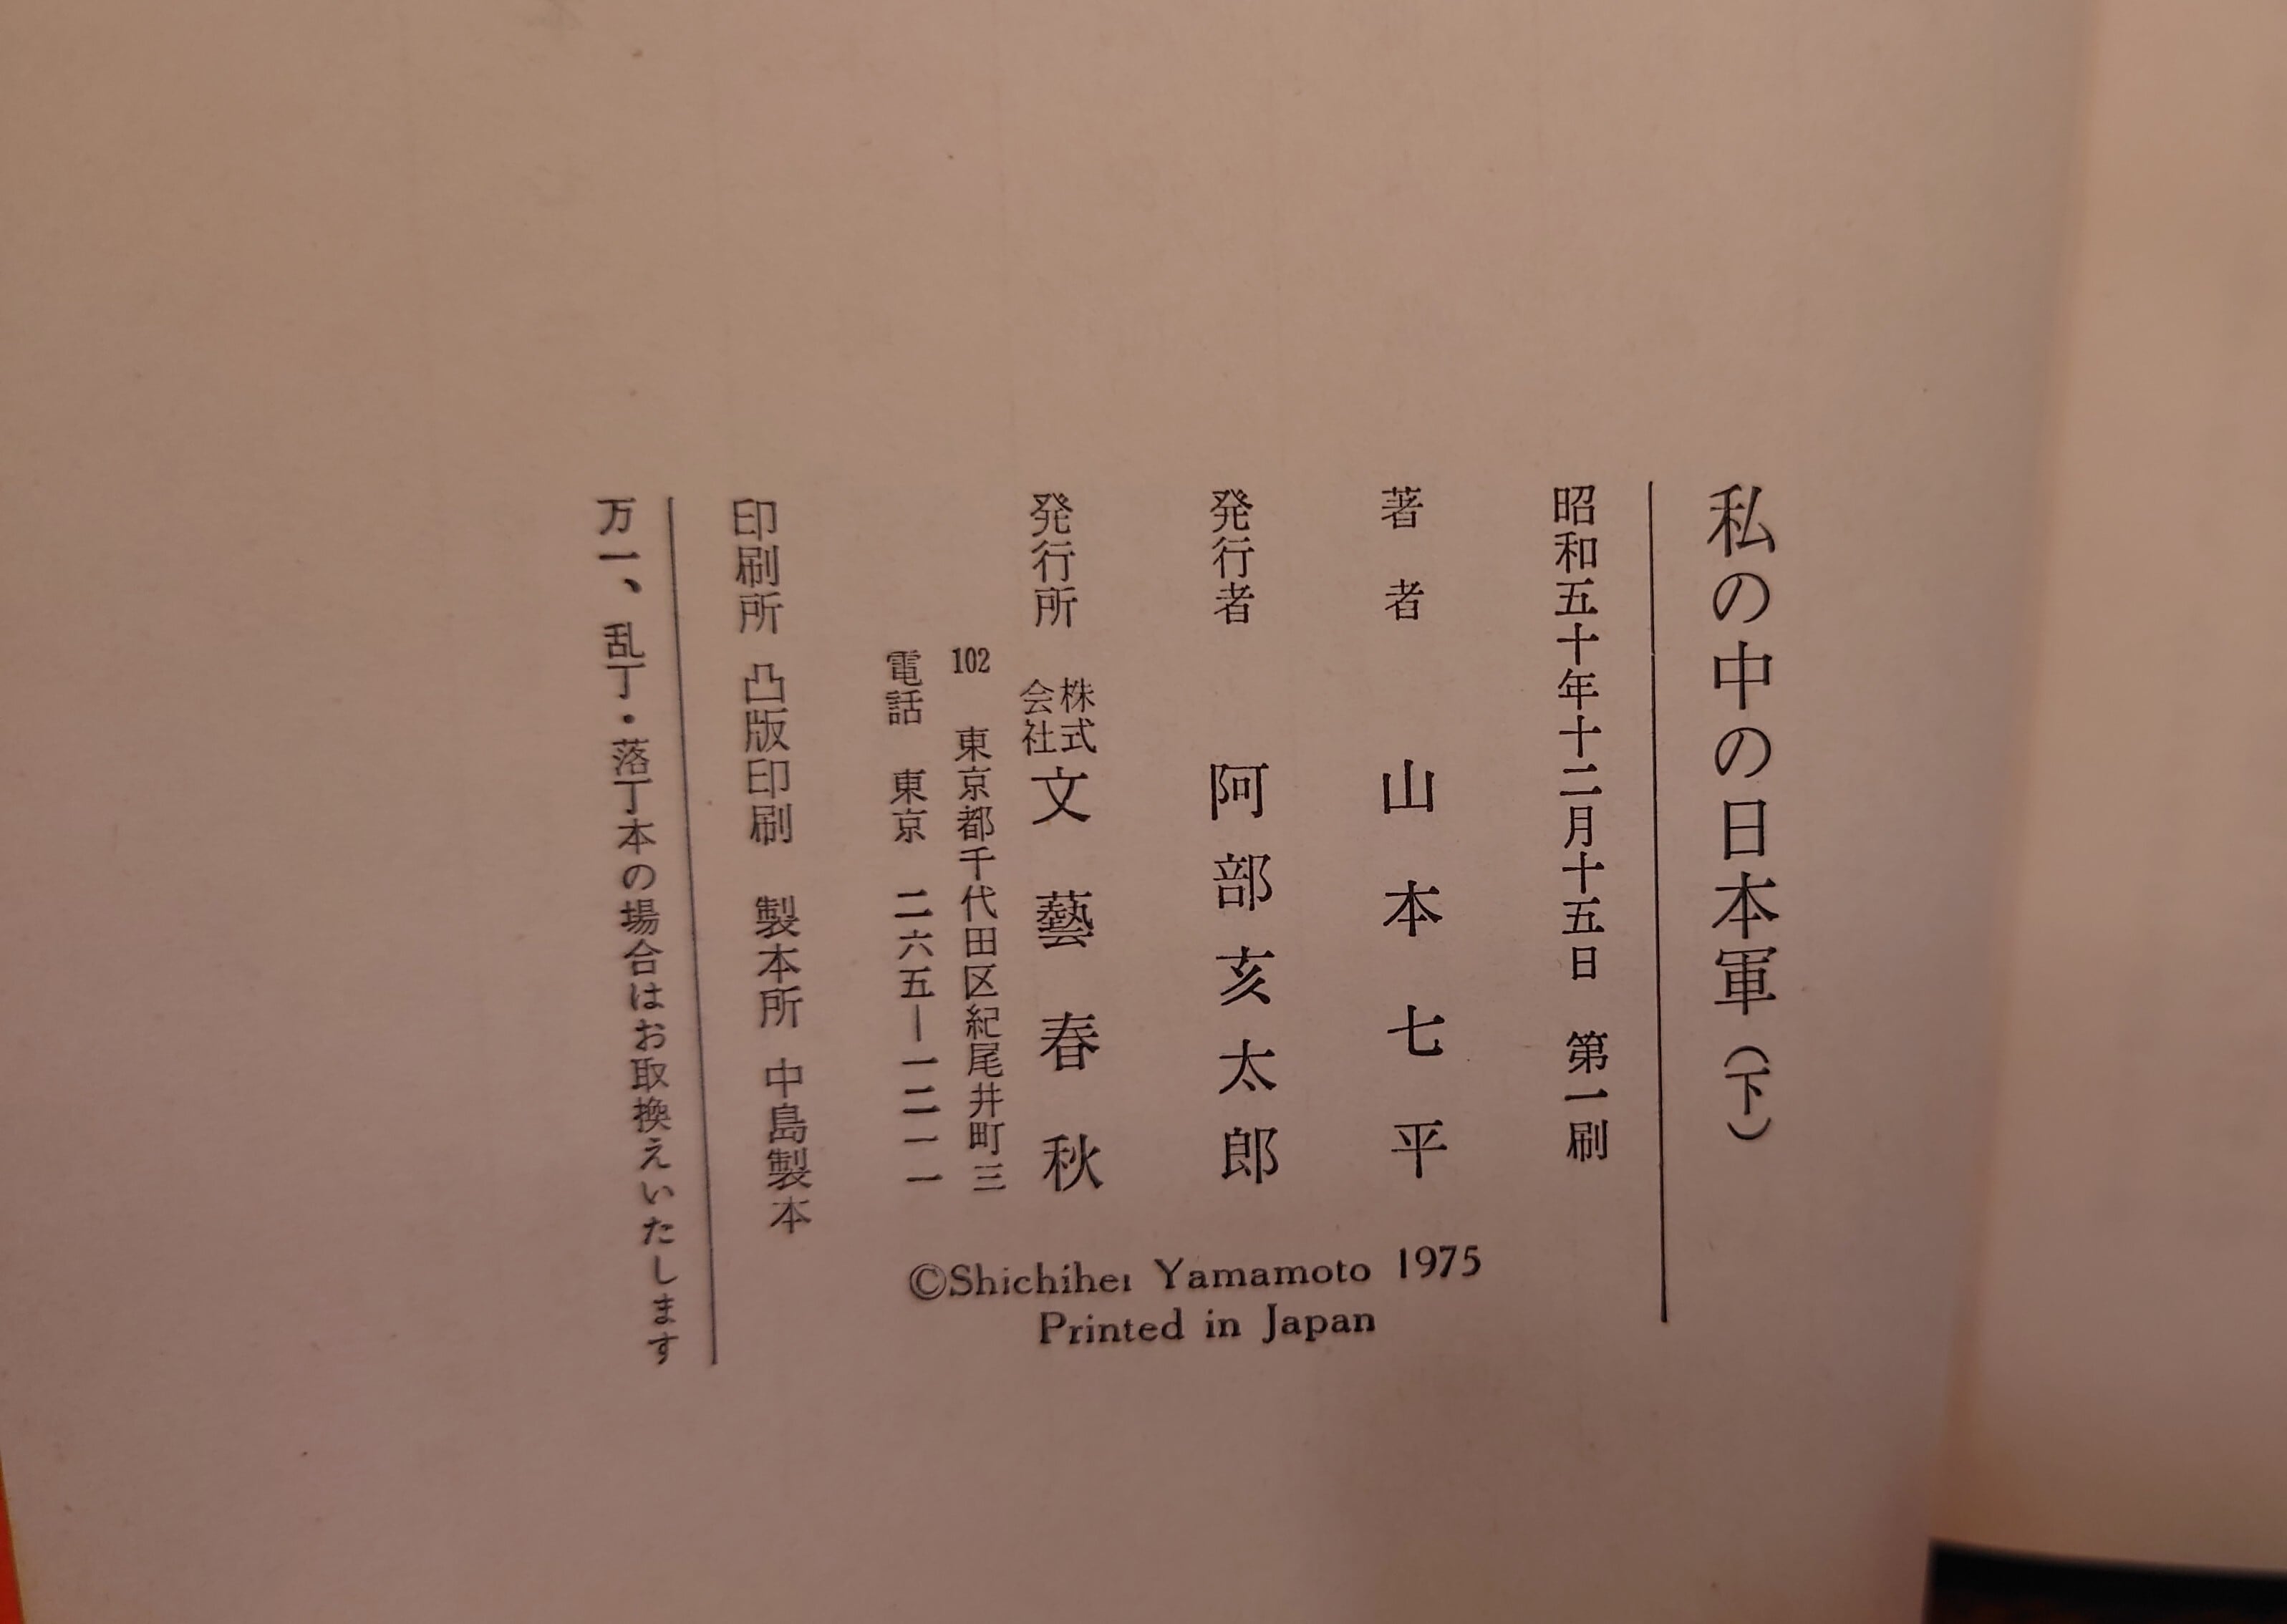 私の中の日本軍(下)
昭和五十年十二月十五日 第一刷
著者 山本七平
発行者 阿部亥太郎
発行所 株式会社文藝春秋
102 東京都千代田区紀尾井町三
電話 東京 二六五―一二一一
©Shichihei Yamamoto 1975
Printed in Japan
印刷所 凸版印刷 製本所 中島製本
万一、乱丁・落丁本の場合はお取換えいたします